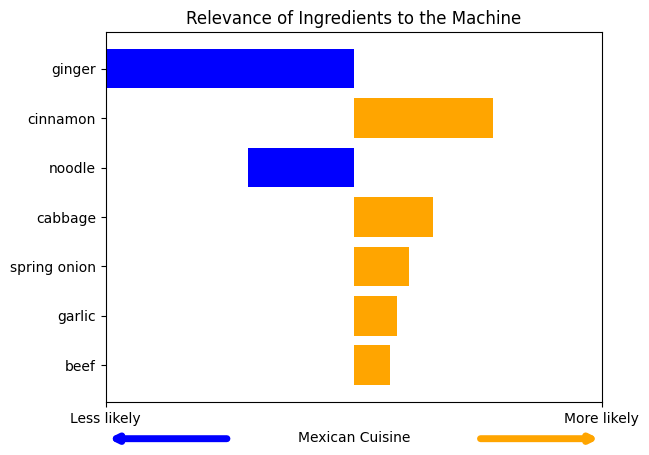 Relevance of Ingredients to the Machine
ginger
cinnamon
noodle
cabbage
spring onion
garlic
beef
Less likely
More likely
Mexican Cuisine